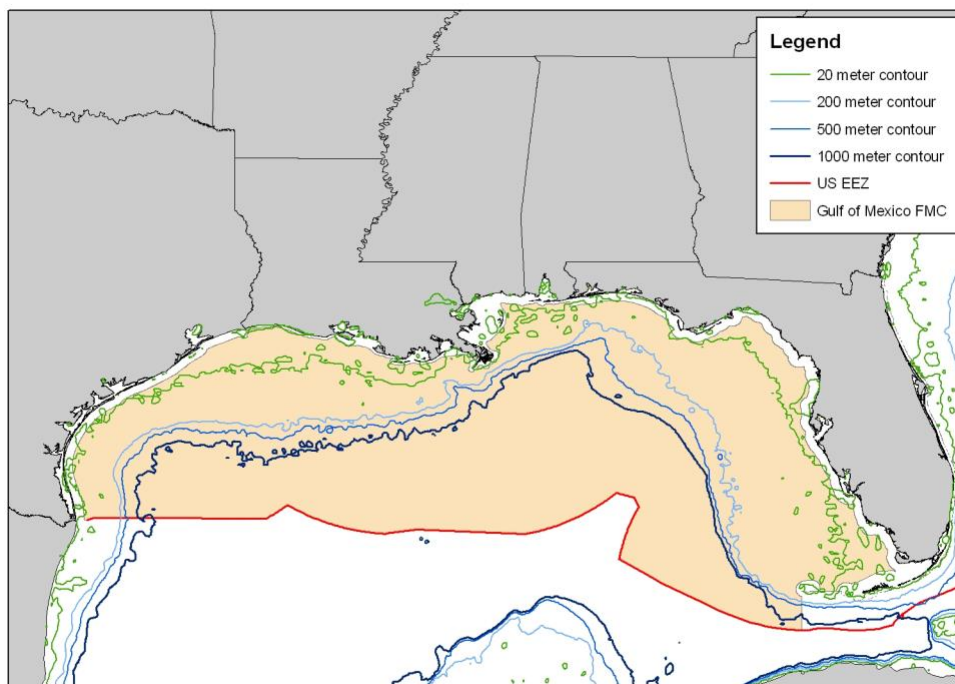 Legend
20 meter contour
200 meter contour
500 meter contour
1000 meter contour
US EEZ
Gulf of Mexico FMC